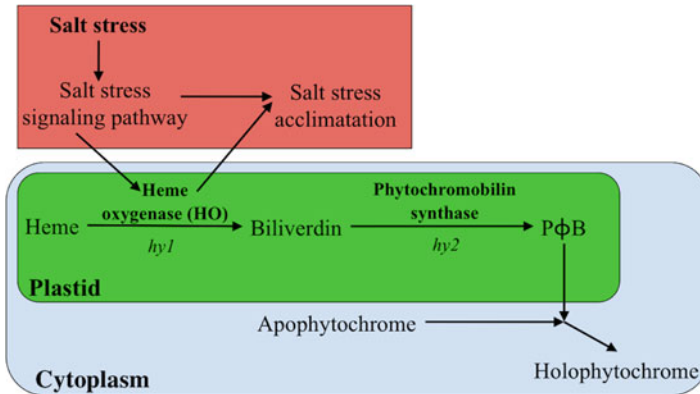 Salt stress
Salt stress
signaling pathway
Salt stress
acclimatation
Heme
oxygenase (HO)
Phytochromobilin
synthase
Heme
Biliverdin
PϕB
hy1
hy2
Plastid
Apophytochrome
Holophytochrome
Cytoplasm